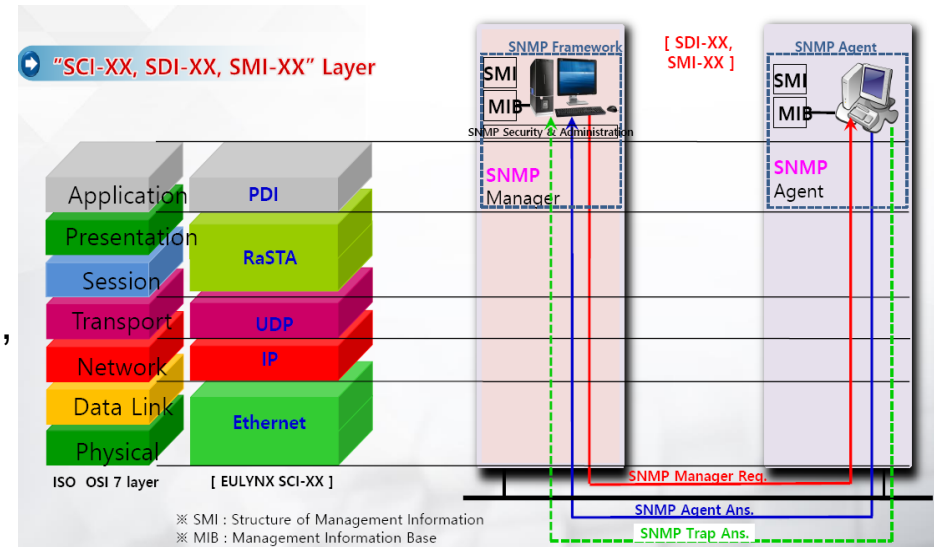 "SCI-XX, SDI-XX, SMI-XX" Layer
SNMP Framework
[ SDI-XX,
SMI-XX ]
SNMP Agent
SMI
MIB
SNMP Security & Administration
SNMP
Manager
SMI
MIB
SNMP
Agent
Application
PDI
Presentation
RaSTA
Session
Transport
UDP
Network
IP
Data Link
Ethernet
Physical
ISO OSI 7 layer
[ EULYNX SCI-XX ]
SNMP Manager Req.
SNMP Agent Ans.
SNMP Trap Ans.
※ SMI : Structure of Management Information
※ MIB : Management Information Base
,